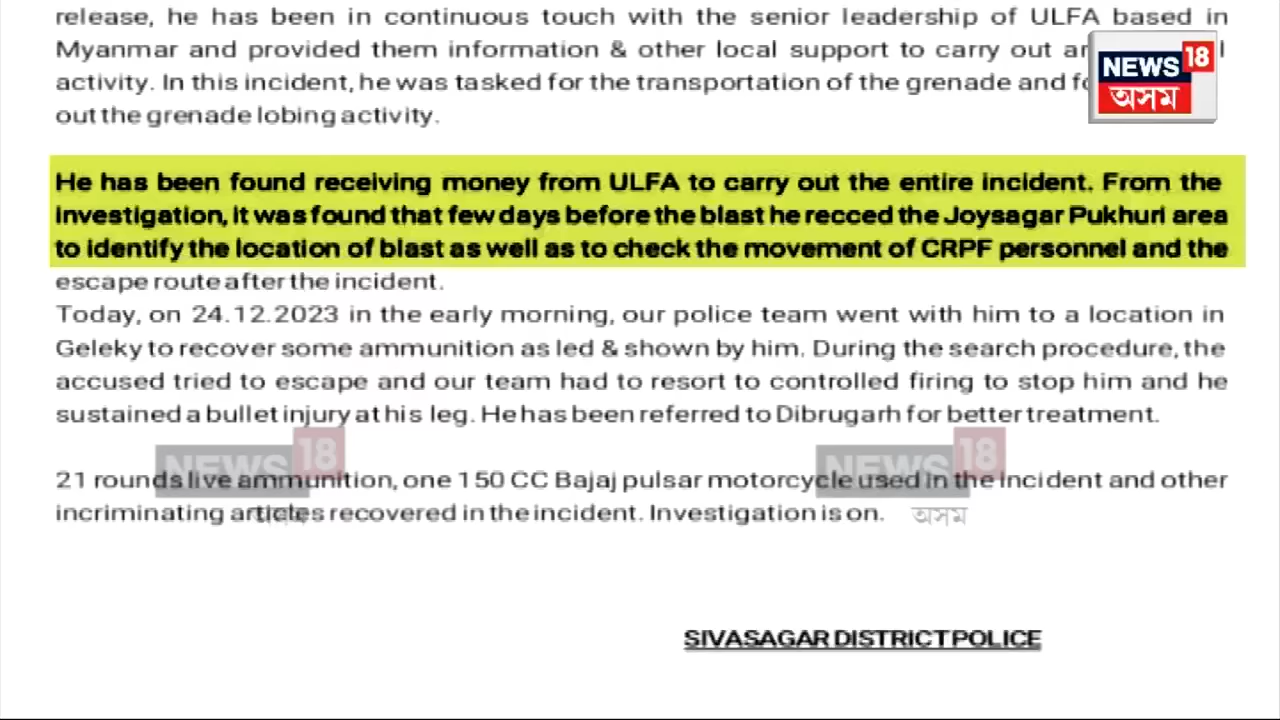 release, he has been in continuous touch with the senior leadership of ULFA based in
Myanmar and provided them information & other local support to carry out
activity. In this incident, he was tasked for the transportation of the grenade and
out the grenade lobing activity.
NEWS 18
অসম
He has been found receiving money from ULFA to carry out the entire incident. From the
investigation, it was found that few days before the blast he recced the Joysagar Pukhuri area
to identify the location of blast as well as to check the movement of CRPF personnel and the
escape route after the incident.
Today, on 24.12.2023 in the early morning, our police team went with him to a location in
Geleky to recover some ammunition as led & shown by him. During the search procedure, the
accused tried to escape and our team had to resort to controlled firing to stop him and he
sustained a bullet injury at his leg. He has been referred to Dibrugarh for better treatment.
NEWS 18 NEWS 18
21 rounds live ammunition, one 150 CC Bajaj pulsar motorcycle used in the incident and other
incriminating articles recovered in the incident. Investigation is on.
অসম অসম
SIVASAGAR DISTRICT POLICE